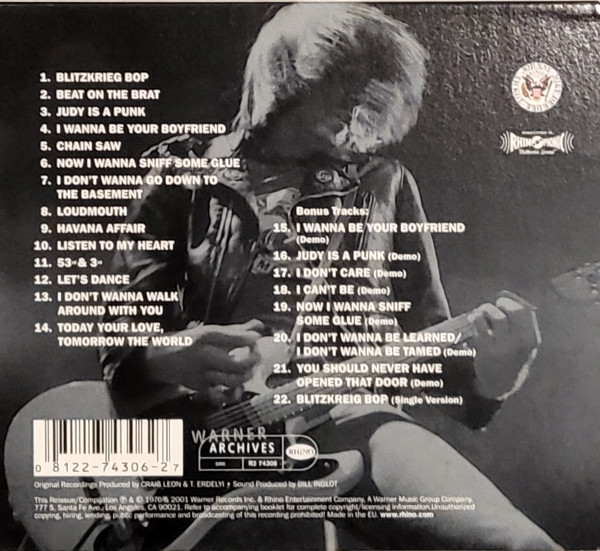 1. BLITZKRIEG BOP
2. BEAT ON THE BRAT
3. JUDY IS A PUNK
4. I WANNA BE YOUR BOYFRIEND
5. CHAIN SAW
6. NOW I WANNA SNIFF SOME GLUE
7. I DON'T WANNA GO DOWN TO
THE BASEMENT
8. LOUDMOUTH
9. HAVANA AFFAIR
10. LISTEN TO MY HEART
11. 53RD & 3RD
12. LET'S DANCE
13. I DON'T WANNA WALK
AROUND WITH YOU
14. TODAY YOUR LOVE,
TOMORROW THE WORLD
Bonus Tracks:
15. I WANNA BE YOUR BOYFRIEND
(Demo)
16. JUDY IS A PUNK (Demo)
17. I DON'T CARE (Demo)
18. I CAN'T BE (Demo)
19. NOW I WANNA SNIFF
SOME GLUE (Demo)
20. I DON'T WANNA BE LEARNED/
I DON'T WANNA BE TAMED (Demo)
21. YOU SHOULD NEVER HAVE
OPENED THAT DOOR (Demo)
22. BLITZKREIG BOP (Single Version)
RHINOPHONIC
"Authentic Sound"
0 81122-74306-2 7
WARNER
ARCHIVES
RHINO
R2 74306
Original Recordings Produced by CRAIG LEON & T. ERDELYI Sound Produced by BILL INGLOT
This Reissue/Compilation ℗ & © 1976/® 2001 Warner Records Inc. & Rhino Entertainment Company, A Warner Music Group Company,
777 S. Santa Fe Ave., Los Angeles, CA 90021. Refer to accompanying booklet for complete copyright/licensing information. Unauthorized
copying, hiring, lending, public performance and broadcasting of this recording prohibited! Made in the EU. www.rhino.com